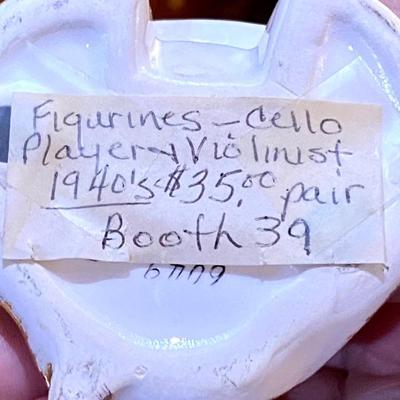 Figurines - Cello
Player + Violinist
1940's $35.00 pair
Booth 39